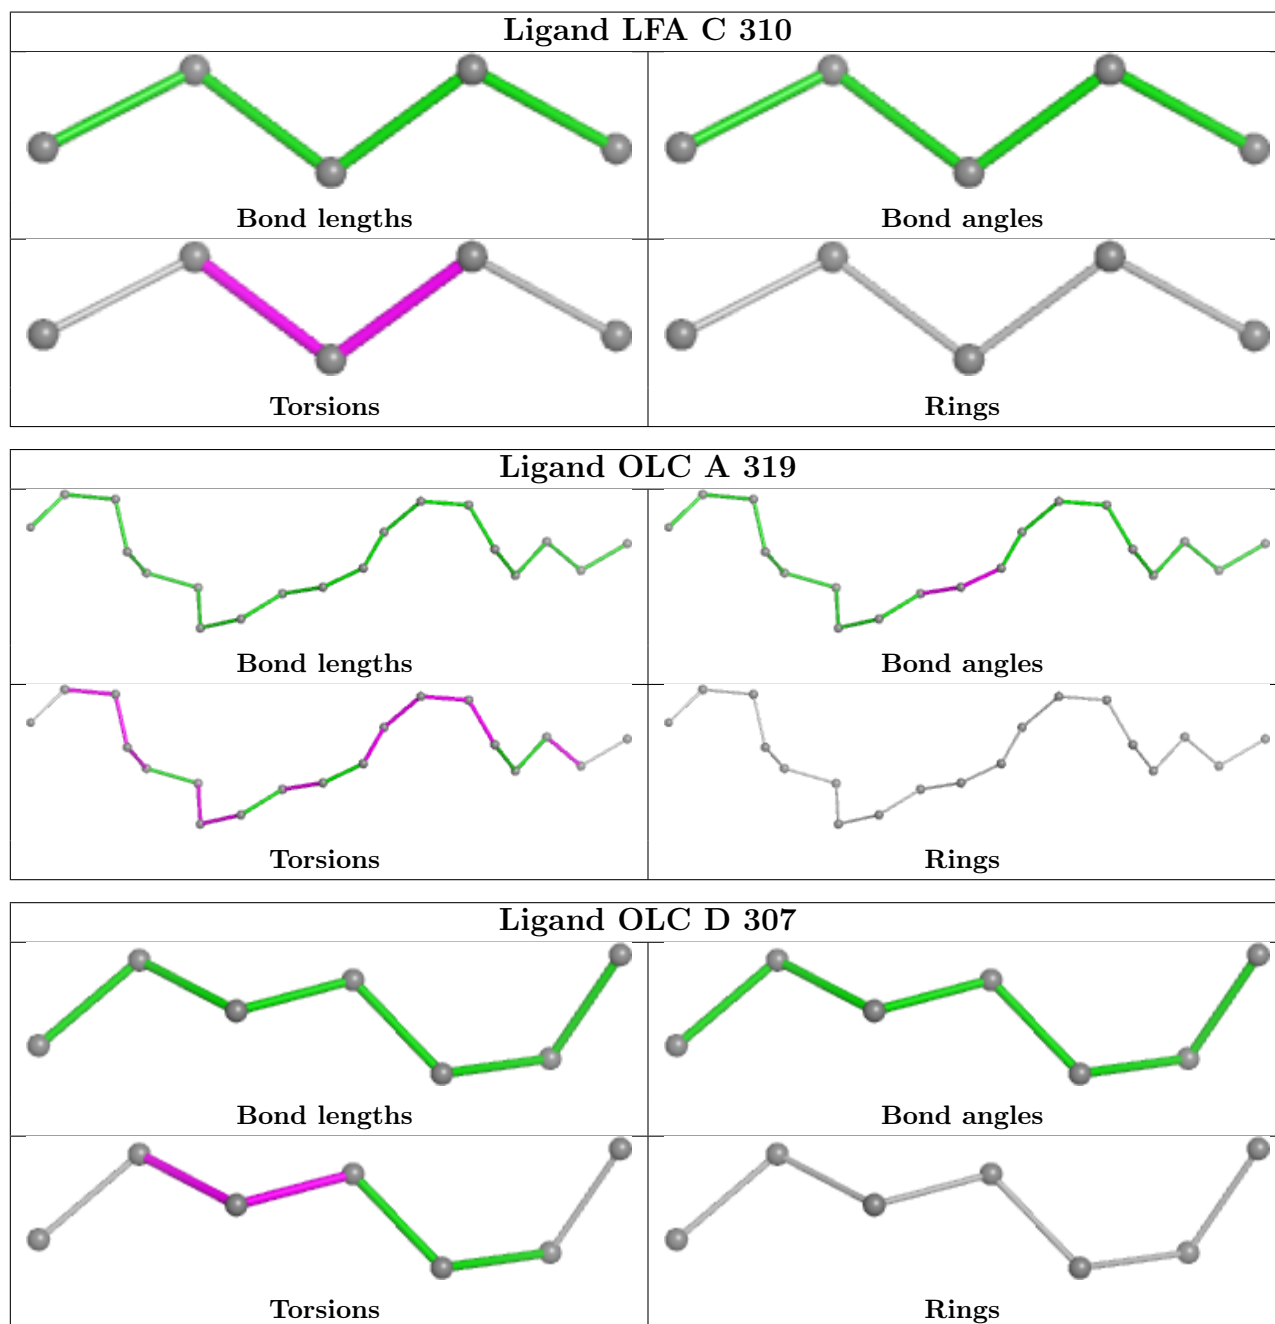 Ligand LFA C 310
Bond lengths
Bond angles
Torsions
Rings
Ligand OLC A 319
Bond lengths
Bond angles
Torsions
Rings
Ligand OLC D 307
Bond lengths
Bond angles
Torsions
Rings